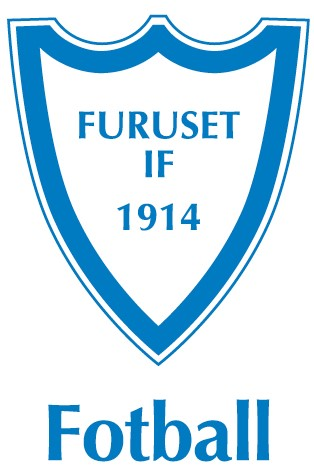 FURUSET
IF
1914
Fotball